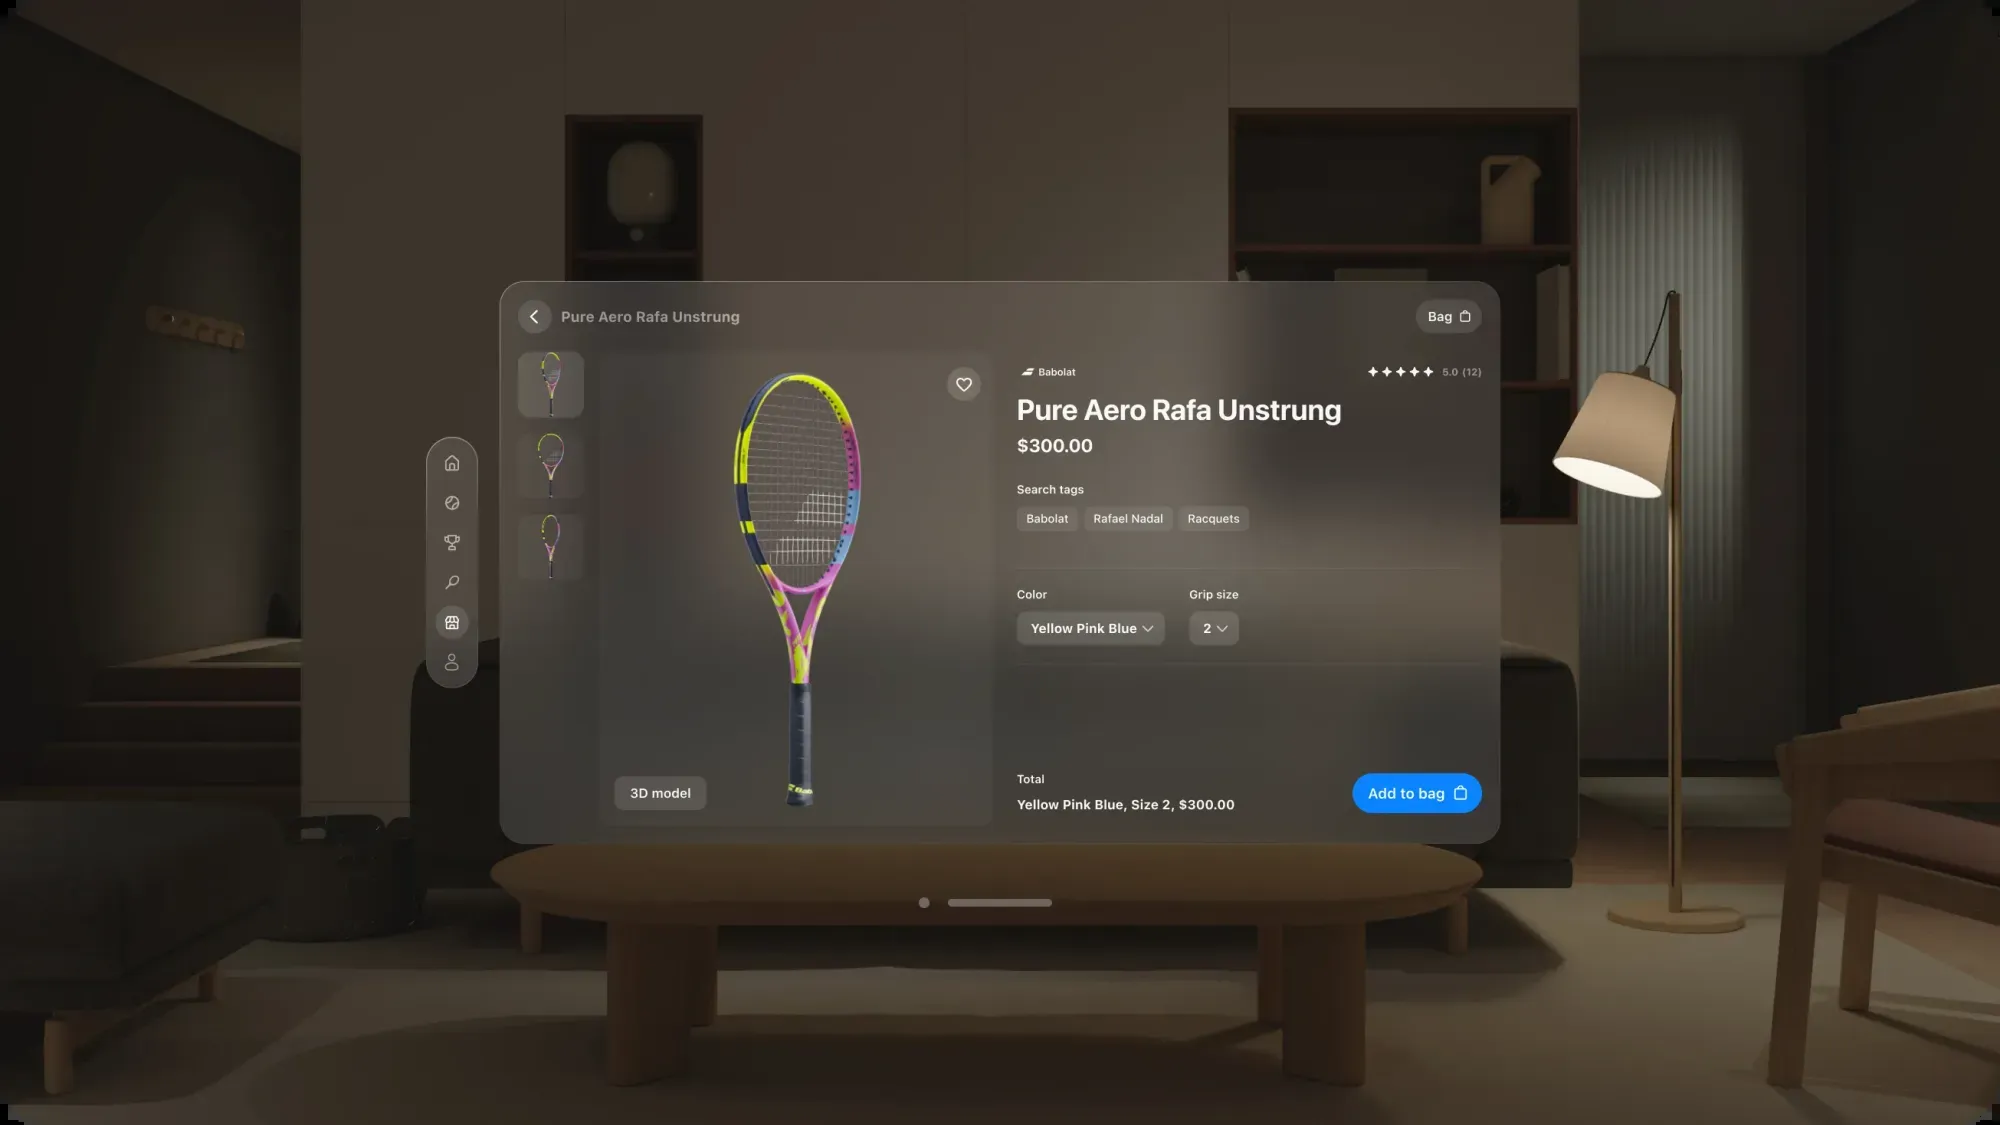 Pure Aero Rafa Unstrung
Bag
Babolat
5.0 (12)
Pure Aero Rafa Unstrung
$300.00
Search tags
Babolat
Rafael Nadal
Racquets
Color
Grip size
Yellow Pink Blue
2
3D model
Total
Yellow Pink Blue, Size 2, $300.00
Add to bag